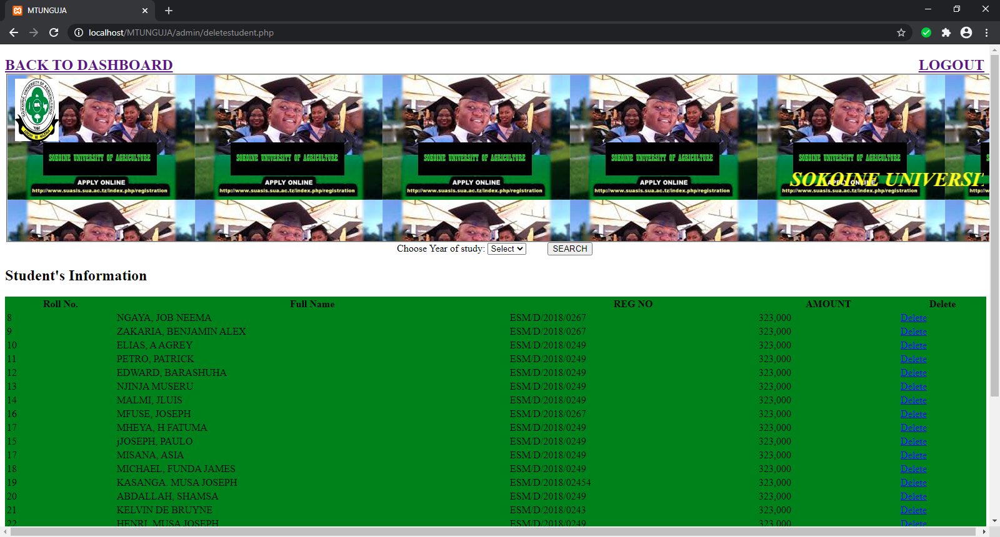 MTUNGUJA
localhost/MTUNGUJA/admin/deletestudent.php
BACK TO DASHBOARD LOGOUT
SOKOINE UNIVERSITY OF AGRICULTURE
1984
SOKOINE UNIVERSITY OF AGRICULTURE SOKOINE UNIVERSITY OF AGRICULTURE SOKOINE UNIVERSITY OF AGRICULTURE SOKOINE UNIVERSITY OF AGRICULTURE SOKOINE UNIVERSITY OF AGRICULTURE
SOKOINE UNIVERSI
APPLY ONLINE APPLY ONLINE APPLY ONLINE APPLY ONLINE APPLY ONLINE
http://www.suasis.sua.ac.tz/index.php/registration http://www.suasis.sua.ac.tz/index.php/registration http://www.suasis.sua.ac.tz/index.php/registration http://www.suasis.sua.ac.tz/index.php/registration http://www.suasis.sua.ac.tz/index.php/registration http://w
Choose Year of study: Select SEARCH
Student's Information
Roll No. Full Name REG NO AMOUNT Delete
8 NGAYA, JOB NEEMA ESM/D/2018/0267 323,000 Delete
9 ZAKARIA, BENJAMIN ALEX ESM/D/2018/0267 323,000 Delete
10 ELIAS, A AGREY ESM/D/2018/0249 323,000 Delete
11 PETRO, PATRICK ESM/D/2018/0249 323,000 Delete
12 EDWARD, BARASHUHA ESM/D/2018/0249 323,000 Delete
13 NJINJA MUSERU ESM/D/2018/0249 323,000 Delete
14 MALMI, JLUIS ESM/D/2018/0249 323,000 Delete
16 MFUSE, JOSEPH ESM/D/2018/0267 323,000 Delete
17 MHEYA, H FATUMA ESM/D/2018/0249 323,000 Delete
15 jJOSEPH, PAULO ESM/D/2018/0249 323,000 Delete
17 MISANA, ASIA ESM/D/2018/0249 323,000 Delete
18 MICHAEL, FUNDA JAMES ESM/D/2018/0249 323,000 Delete
19 KASANGA. MUSA JOSEPH ESM/D/2018/02454 323,000 Delete
20 ABDALLAH, SHAMSA ESM/D/2018/0249 323,000 Delete
21 KELVIN DE BRUYNE ESM/D/2018/0243 323,000 Delete
22 HENRI, MUSA JOSEPH ESM/D/2018/0249 323,000 Delete